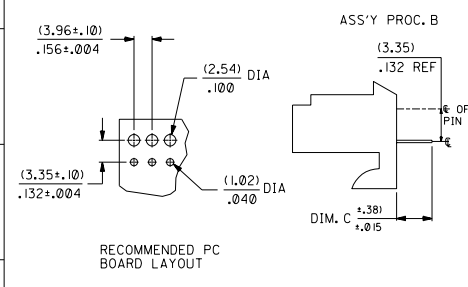 ASS'Y PROC. B
(3.96±.10)
.156±.004
(3.35)
.132 REF
(2.54) DIA
.100
℄ OF
PIN
℄
(3.35±.10)
.132±.004
(1.02) DIA
.040
DIM. C ±.38)
±.015
RECOMMENDED PC
BOARD LAYOUT